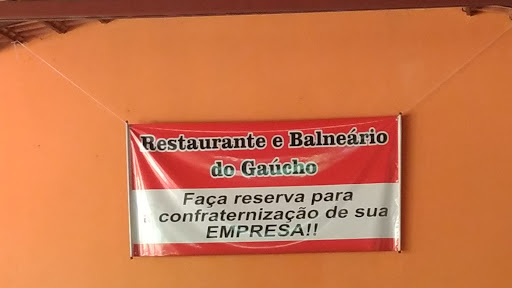 Restaurante e Balneário
do Gaúcho
Faça reserva para
a confraternização de sua
EMPRESA!!